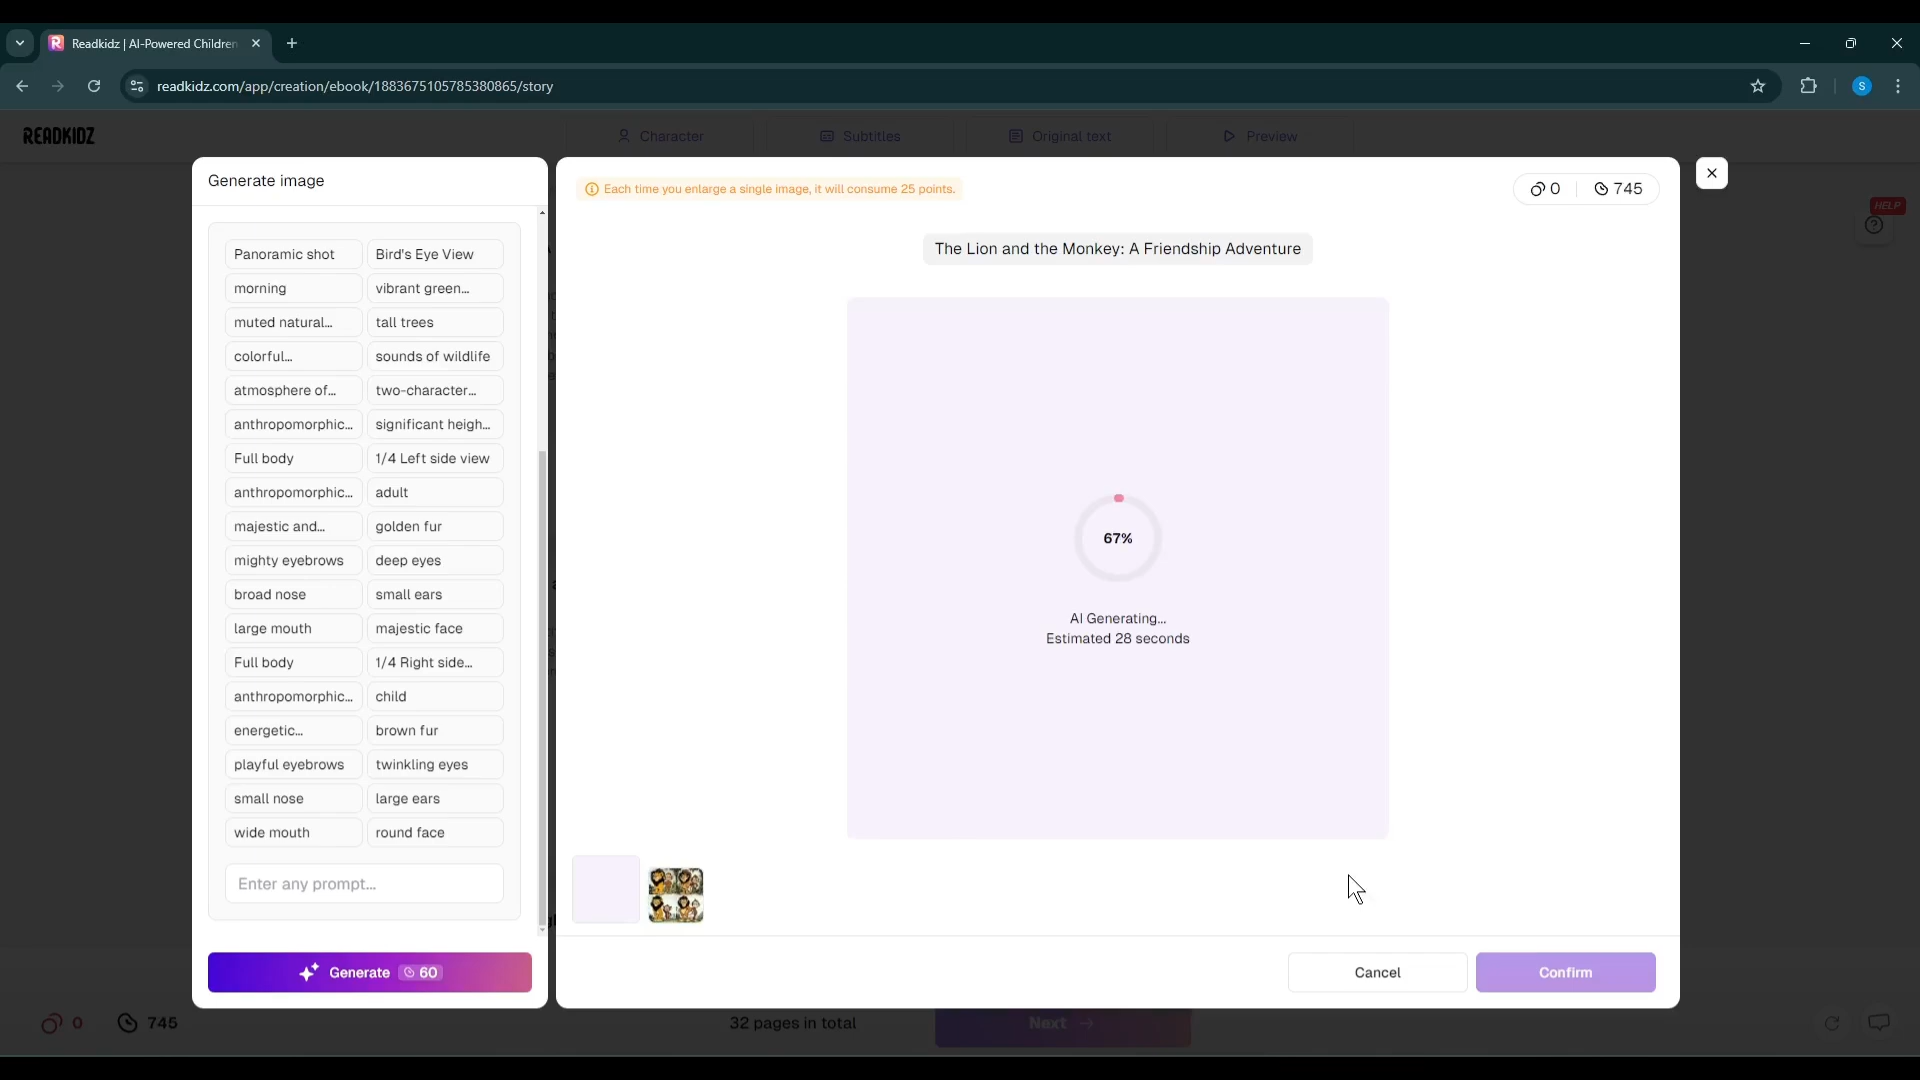 Readkidz | AI-Powered Children
readkidz.com/app/creation/ebook/1883675105785380865/story
S
READKIDZ
Character
Subtitles
Original text
Preview
HELP
Generate image
Panoramic shot
Bird's Eye View
morning
vibrant green...
muted natural...
tall trees
colorful...
sounds of wildlife
atmosphere of...
two-character...
anthropomorphic...
significant heigh...
Full body
1/4 Left side view
anthropomorphic...
adult
majestic and...
golden fur
mighty eyebrows
deep eyes
broad nose
small ears
large mouth
majestic face
Full body
1/4 Right side...
anthropomorphic...
child
energetic...
brown fur
playful eyebrows
twinkling eyes
small nose
large ears
wide mouth
round face
Enter any prompt...
Generate 60
Each time you enlarge a single image, it will consume 25 points.
0
745
The Lion and the Monkey: A Friendship Adventure
67%
AI Generating...
Estimated 28 seconds
Cancel
Confirm
0
745
32 pages in total
Next